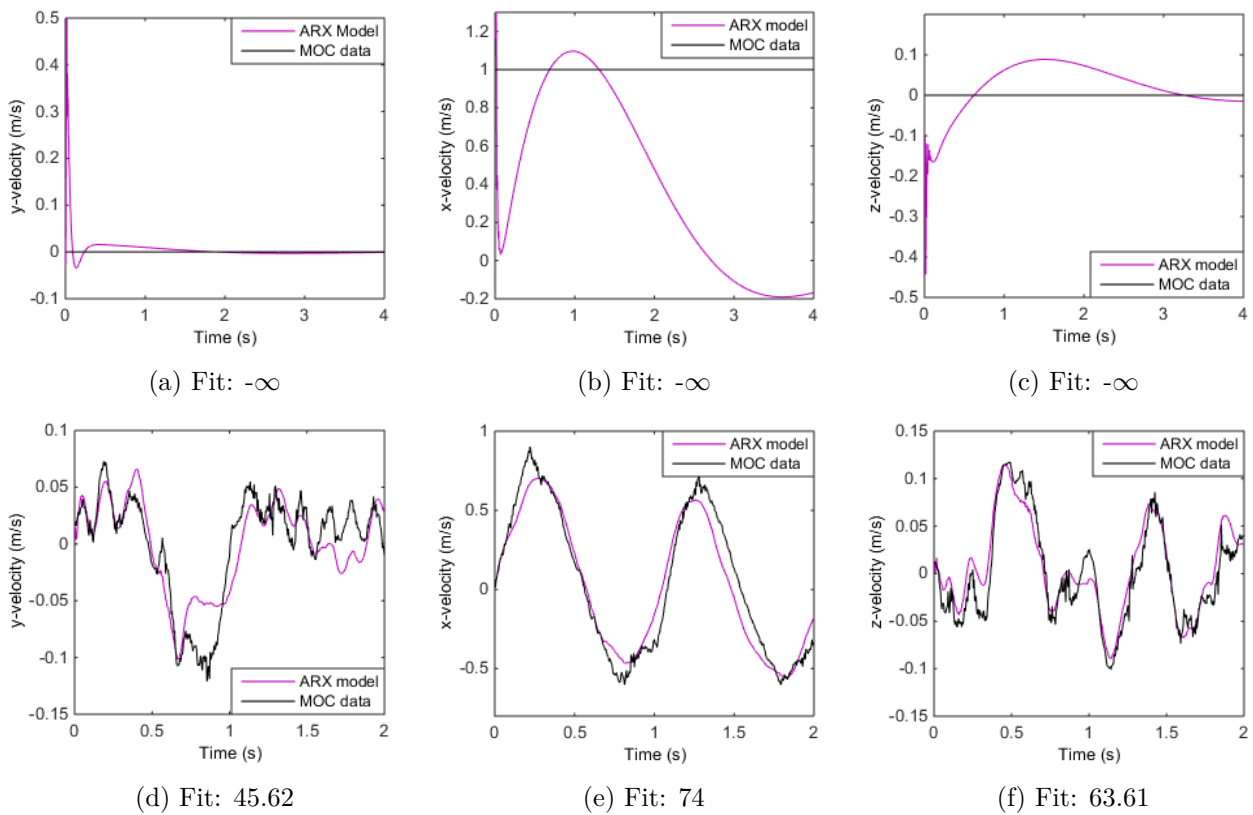 ARX Model
MOC data
y-velocity (m/s)
0.5
0.4
0.3
0.2
0.1
0
-0.1
0 1 2 3 4
Time (s)
(a) Fit: -∞
ARX model
MOC data
x-velocity (m/s)
1.2
1
0.8
0.6
0.4
0.2
0
-0.2
0 1 2 3 4
Time (s)
(b) Fit: -∞
ARX model
MOC data
z-velocity (m/s)
0.1
0
-0.1
-0.2
-0.3
-0.4
-0.5
0 1 2 3 4
Time (s)
(c) Fit: -∞
ARX model
MOC data
y-velocity (m/s)
0.1
0.05
0
-0.05
-0.1
-0.15
0 0.5 1 1.5 2
Time (s)
(d) Fit: 45.62
ARX model
MOC data
x-velocity (m/s)
1
0.5
0
-0.5
0 0.5 1 1.5 2
Time (s)
(e) Fit: 74
ARX model
MOC data
z-velocity (m/s)
0.15
0.1
0.05
0
-0.05
-0.1
-0.15
0 0.5 1 1.5 2
Time (s)
(f) Fit: 63.61